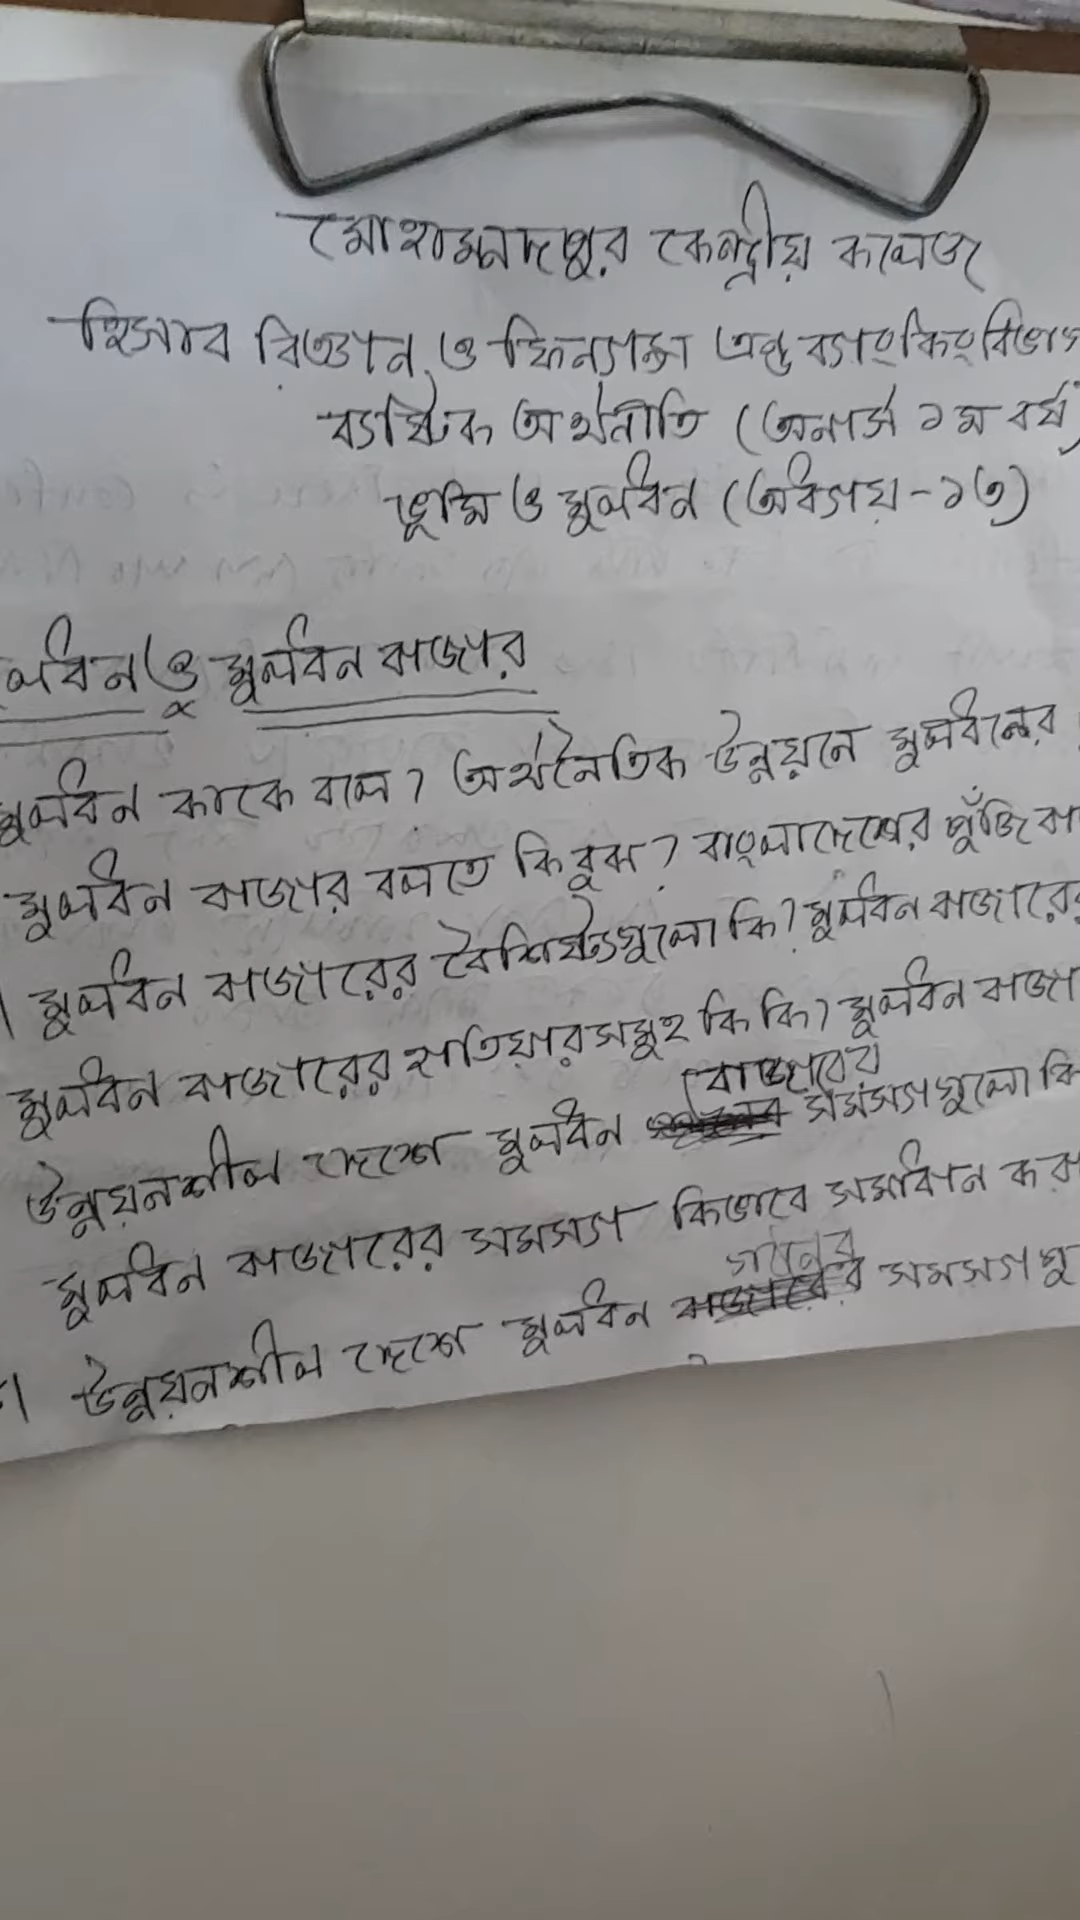 মোহাম্মদপুর কেন্দ্রীয় কলেজ
হিসাব বিজ্ঞান ও ফিন্যান্স এন্ড ব্যাংকিং বিভাগ
ব্যাষ্টিক অর্থনীতি (অনার্স ১ম বর্ষ)
ভূমি ও মুলধন (অধ্যায়-১৩)
মুলধন ও মুলধন বাজার
মুলধন কাকে বলে? অর্থনৈতিক উন্নয়নে মুলধনের
মুলধন বাজার বলতে কি বুঝ? বাংলাদেশের পুঁজি বা
। মুলধন বাজারের বৈশিষ্ট্যগুলো কি? মুলধন বাজারের
মুলধন বাজারের হাতিয়ারসমুহ কি কি? মুলধন বাজা
উন্নয়নশীল দেশে মুলধন বাজারের সমস্যাগুলো কি
মুলধন বাজারের সমস্যা কিভাবে সমাধান করা
। উন্নয়নশীল দেশে মুলধন গঠনের সমস্যাগু